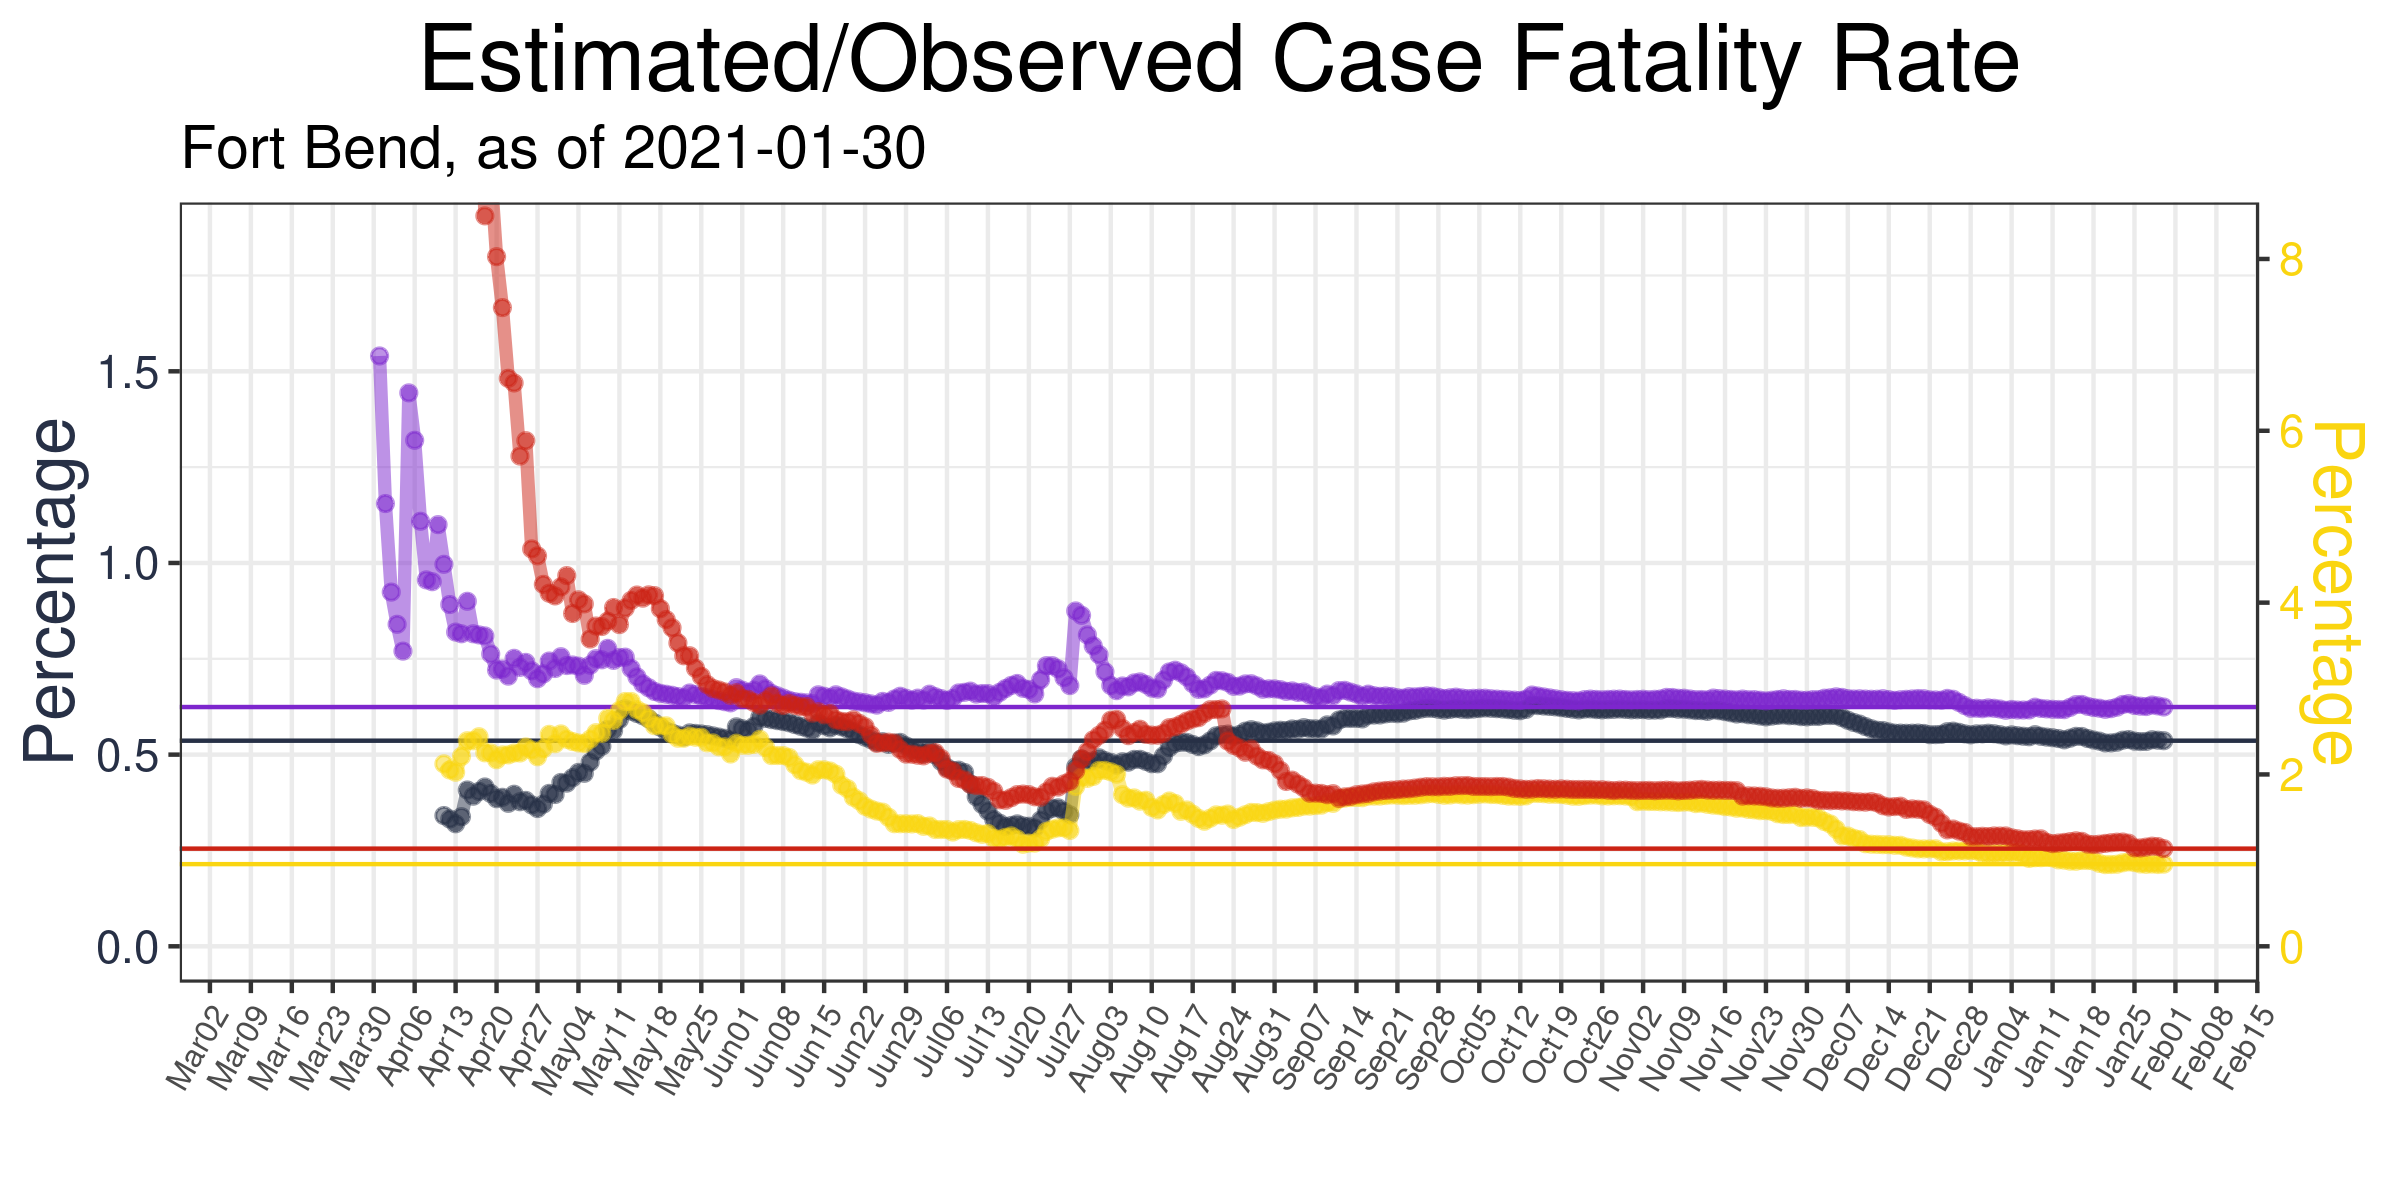 Estimated/Observed Case Fatality Rate
Fort Bend, as of 2021-01-30
Percentage
1.5
1.0
0.5
0.0
8
6
4
2
0
Percentage
Mar02
Mar09
Mar16
Mar23
Mar30
Apr06
Apr13
Apr20
Apr27
May04
May11
May18
May25
Jun01
Jun08
Jun15
Jun22
Jun29
Jul06
Jul13
Jul20
Jul27
Aug03
Aug10
Aug17
Aug24
Aug31
Sep07
Sep14
Sep21
Sep28
Oct05
Oct12
Oct19
Oct26
Nov02
Nov09
Nov16
Nov23
Nov30
Dec07
Dec14
Dec21
Dec28
Jan04
Jan11
Jan18
Jan25
Feb01
Feb08
Feb15